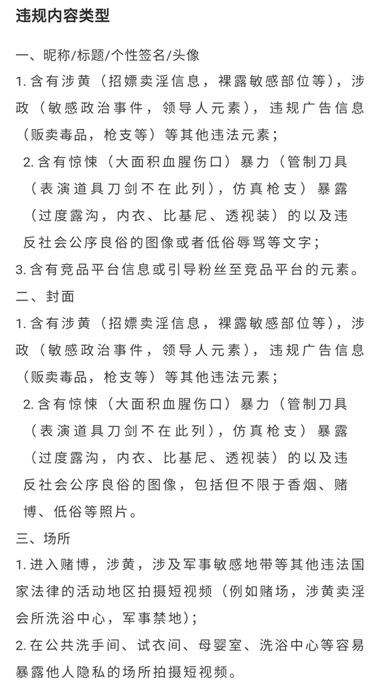 违规内容类型
一、昵称/标题/个性签名/头像
1.含有涉黄（招嫖卖淫信息，裸露敏感部位等），涉
政（敏感政治事件，领导人元素），违规广告信息
（贩卖毒品，枪支等）等其他违法元素；
2.含有惊悚（大面积血腥伤口）暴力（管制刀具
（表演道具刀剑不在此列），仿真枪支）暴露
（过度露沟，内衣、比基尼、透视装）的以及违
反社会公序良俗的图像或者低俗辱骂等文字；
3.含有竞品平台信息或引导粉丝至竞品平台的元素。
二、封面
1.含有涉黄（招嫖卖淫信息，裸露敏感部位等），涉
政（敏感政治事件，领导人元素），违规广告信息
（贩卖毒品，枪支等）等其他违法元素；
2.含有惊悚（大面积血腥伤口）暴力（管制刀具
（表演道具刀剑不在此列），仿真枪支）暴露
（过度露沟，内衣、比基尼、透视装）的以及违
反社会公序良俗的图像，包括但不限于香烟、赌
博、低俗等照片。
三、场所
1.进入赌博，涉黄，涉及军事敏感地带等其他违法国
家法律的活动地区拍摄短视频（例如赌场，涉黄卖淫
会所洗浴中心，军事禁地）；
2.在公共洗手间、试衣间、母婴室、洗浴中心等容易
暴露他人隐私的场所拍摄短视频。